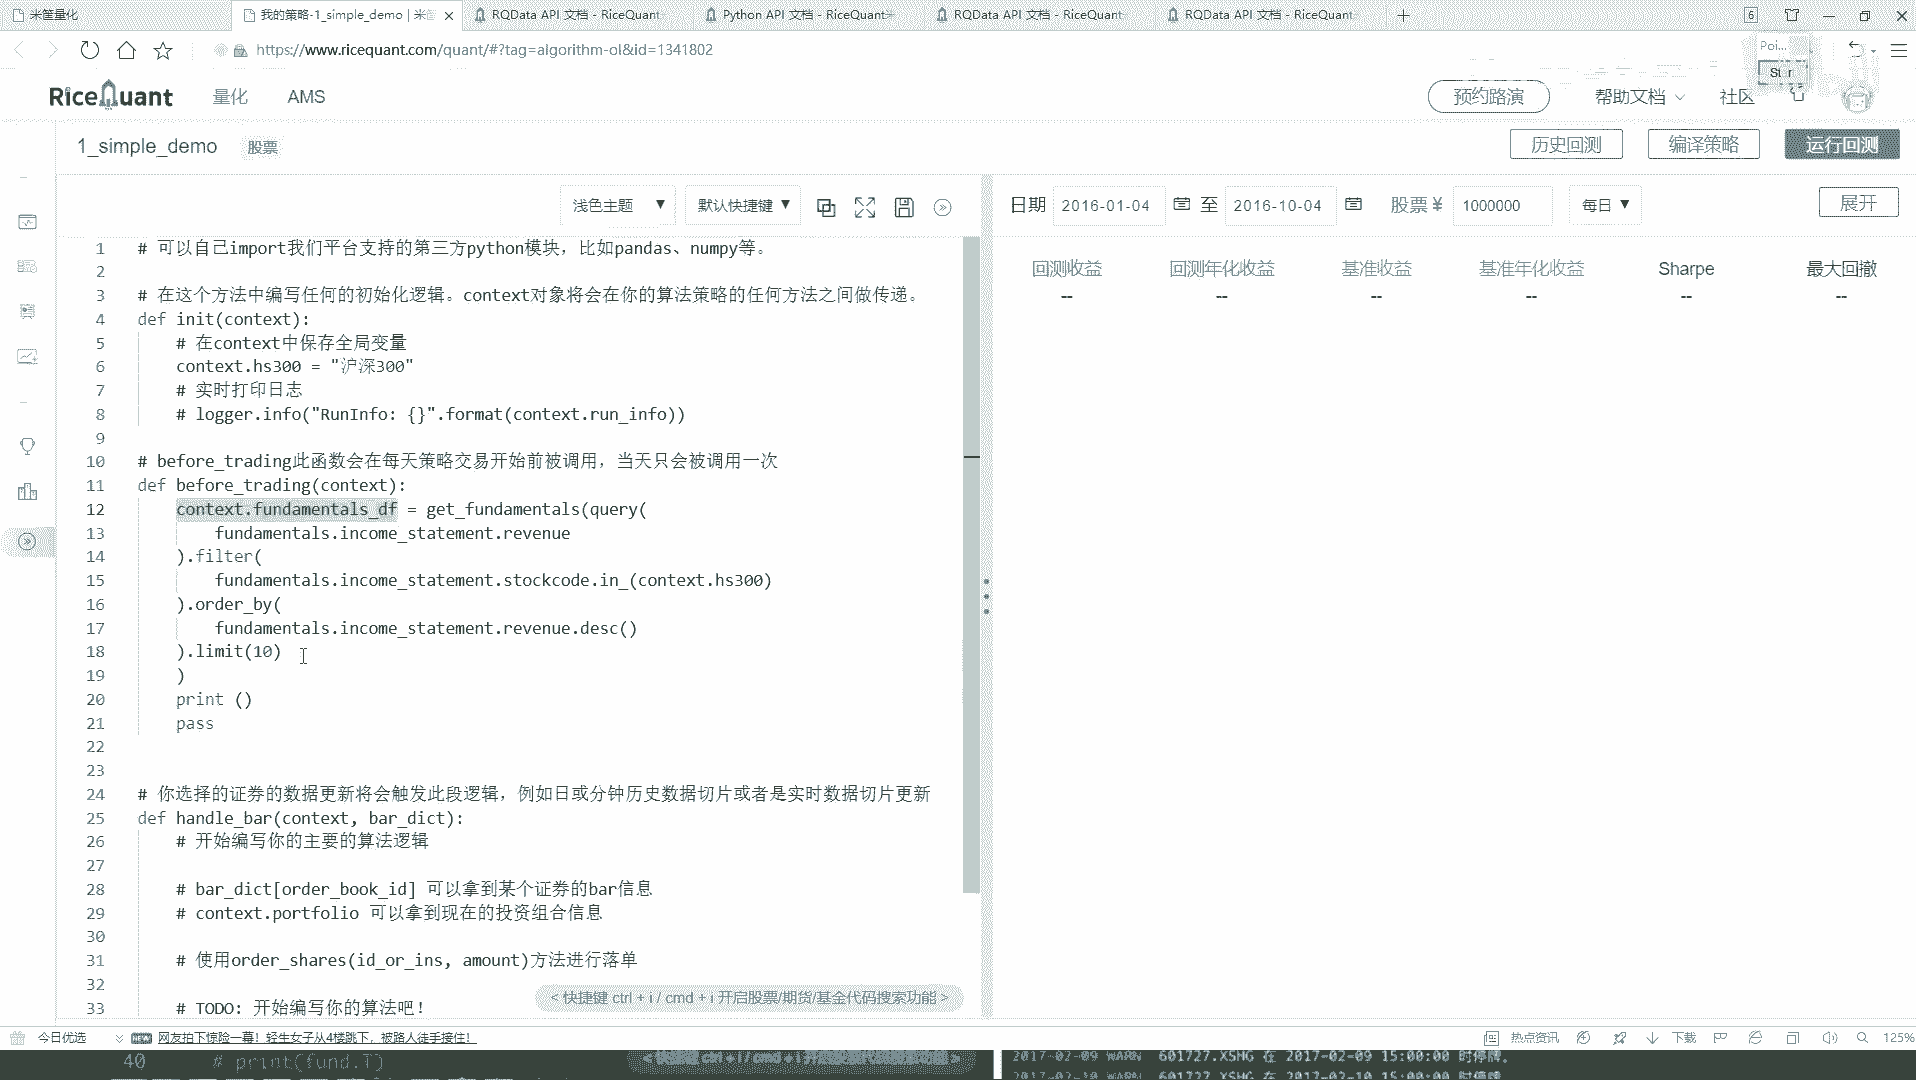 米筐量化
我的策略-1_simple_demo | 米筐
RQData API 文档 - RiceQuant
Python API 文档 - RiceQuant
RQData API 文档 - RiceQuant
RQData API 文档 - RiceQuant
6
https://www.ricequant.com/quant/#?tag=algorithm-ol&id=1341802
Poi...
RiceQuant
量化
AMS
预约路演
帮助文档
社区
1_simple_demo
股票
历史回测
编译策略
运行回测
浅色主题
默认快捷键
日期
2016-01-04
至
2016-10-04
股票 ¥
1000000
每日
展开
回测收益
回测年化收益
基准收益
基准年化收益
Sharpe
最大回撤
--
--
--
--
--
--
1 # 可以自己import我们平台支持的第三方python模块，比如pandas、numpy等。
2
3 # 在这个方法中编写任何的初始化逻辑。context对象将会在你的算法策略的任何方法之间做传递。
4 def init(context):
5 # 在context中保存全局变量
6 context.hs300 = "沪深300"
7 # 实时打印日志
8 # logger.info("RunInfo: {}".format(context.run_info))
9
10 # before_trading此函数会在每天策略交易开始前被调用，当天只会被调用一次
11 def before_trading(context):
12 context.fundamentals_df = get_fundamentals(query(
13 fundamentals.income_statement.revenue
14 ).filter(
15 fundamentals.income_statement.stockcode.in_(context.hs300)
16 ).order_by(
17 fundamentals.income_statement.revenue.desc()
18 ).limit(10)
19 )
20 print ()
21 pass
22
23
24 # 你选择的证券的数据更新将会触发此段逻辑，例如日或分钟历史数据切片或者是实时数据切片更新
25 def handle_bar(context, bar_dict):
26 # 开始编写你的主要的算法逻辑
27
28 # bar_dict[order_book_id] 可以拿到某个证券的bar信息
29 # context.portfolio 可以拿到现在的投资组合信息
30
31 # 使用order_shares(id_or_ins, amount)方法进行落单
32
33 # TODO: 开始编写你的算法吧！
< 快捷键 ctrl + i / cmd + i 开启股票/期货/基金代码搜索功能 >
今日优选
NEW
网友拍下惊险一幕！轻生女子从4楼跳下，被路人徒手接住！
热点资讯
下载
125%
40 # print(fund.T)
2017-02-09 WARN 601727.XSHG 在 2017-02-09 15:00:00 时停牌。
2017-02-10 WARN 601727.XSHG 在 2017-02-10 15:00:00 时停牌。